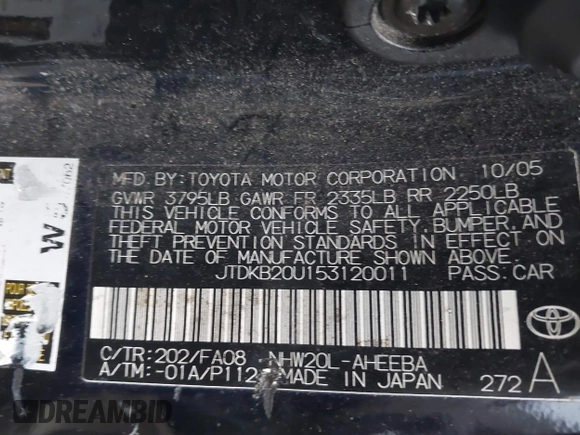 MFD BY: TOYOTA MOTOR CORPORATION 10/05
GVWR 3795LB GAWR FR 2335LB RR 2250LB
THIS VEHICLE CONFORMS TO ALL APPLICABLE
FEDERAL MOTOR VEHICLE SAFETY, BUMPER, AND
THEFT PREVENTION STANDARDS IN EFFECT ON
THE DATE OF MANUFACTURE SHOWN ABOVE.
JTDKB20U153120011 PASS. CAR
TOYOTA
C/TR: 202/FA08 NHW20L-AHEEBA
A/TM: -01A/P112 MADE IN JAPAN 272 A
DREAMBID